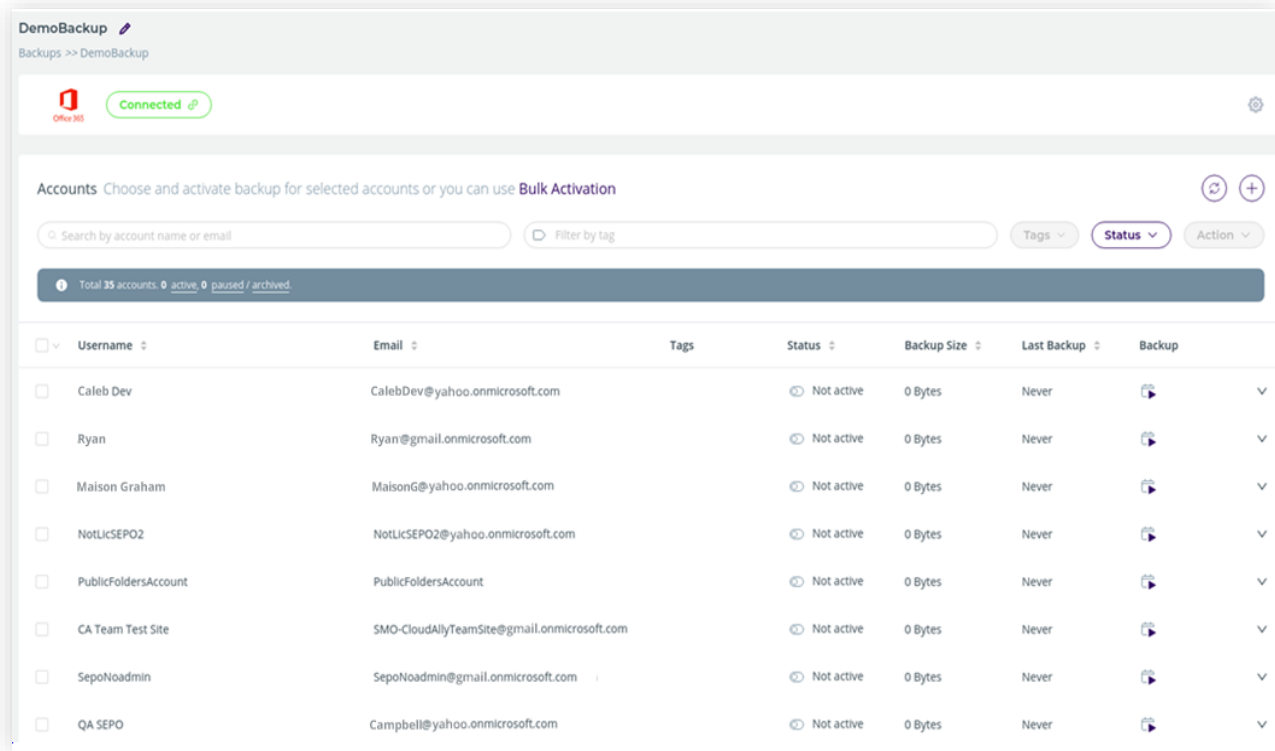 DemoBackup
Backups >> DemoBackup
Office 365
Connected
Accounts Choose and activate backup for selected accounts or you can use Bulk Activation
Search by account name or email Filter by tag Tags Status Action
Total 35 accounts. 0 active, 0 paused / archived.
Username Email Tags Status Backup Size Last Backup Backup
Caleb Dev CalebDev@yahoo.onmicrosoft.com Not active 0 Bytes Never
Ryan Ryan@gmail.onmicrosoft.com Not active 0 Bytes Never
Maison Graham MaisonG@yahoo.onmicrosoft.com Not active 0 Bytes Never
NotLicSEPO2 NotLicSEPO2@yahoo.onmicrosoft.com Not active 0 Bytes Never
PublicFoldersAccount PublicFoldersAccount Not active 0 Bytes Never
CA Team Test Site SMO-CloudAllyTeamSite@gmail.onmicrosoft.com Not active 0 Bytes Never
SepoNoadmin SepoNoadmin@gmail.onmicrosoft.com Not active 0 Bytes Never
QA SEPO Campbell@yahoo.onmicrosoft.com Not active 0 Bytes Never